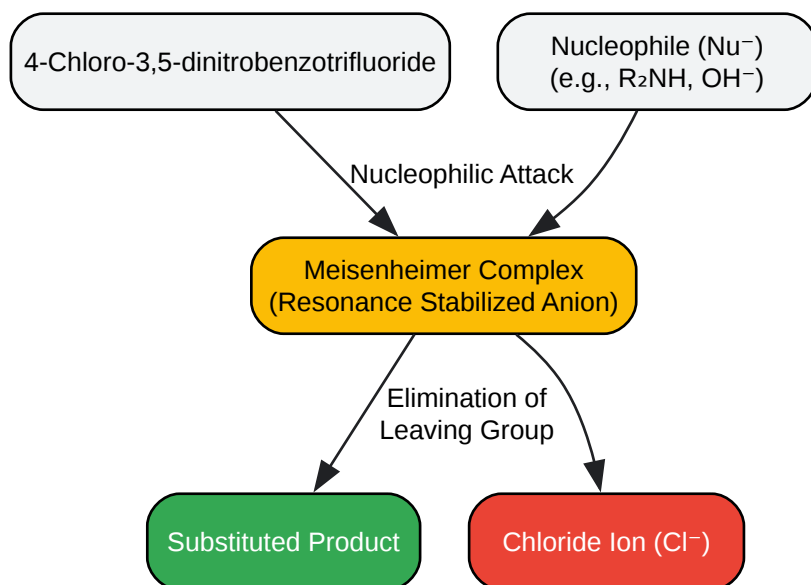 4-Chloro-3,5-dinitrobenzotrifluoride
Nucleophile (Nu⁻)
(e.g., R₂NH, OH⁻)
Nucleophilic Attack
Meisenheimer Complex
(Resonance Stabilized Anion)
Elimination of
Leaving Group
Substituted Product
Chloride Ion (Cl⁻)